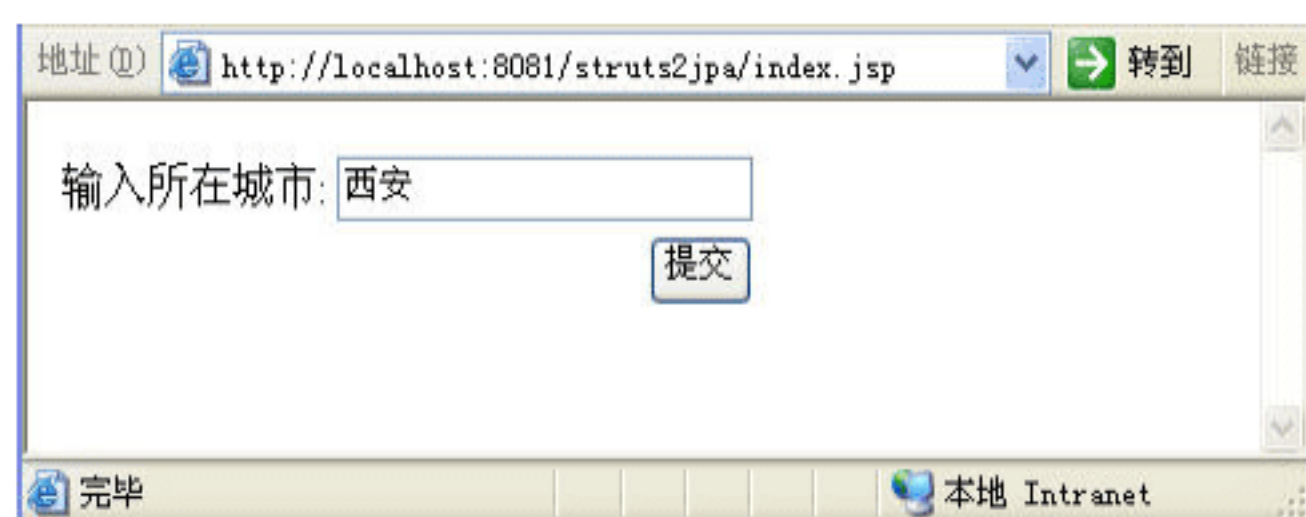 地址(D) http://localhost:8081/struts2jpa/index.jsp 转到 链接
输入所在城市: 西安
提交
完毕 本地 Intranet